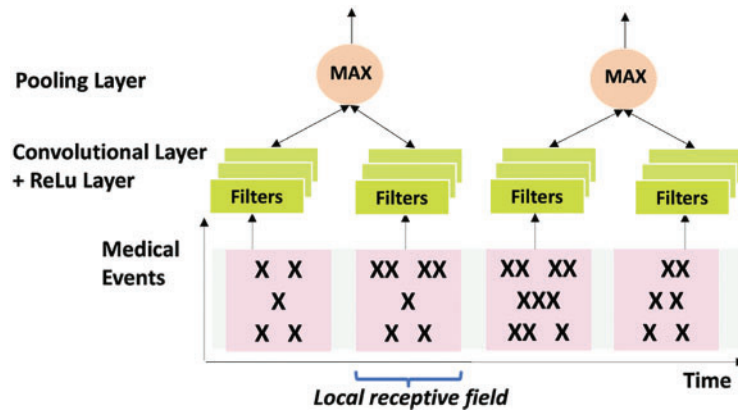 MAX MAX
Pooling Layer
Convolutional Layer
+ ReLu Layer
Filters Filters Filters Filters
Medical
Events
X X XX XX XX XX XX
X X XXX X X
X X X X XX X X X
Time
Local receptive field